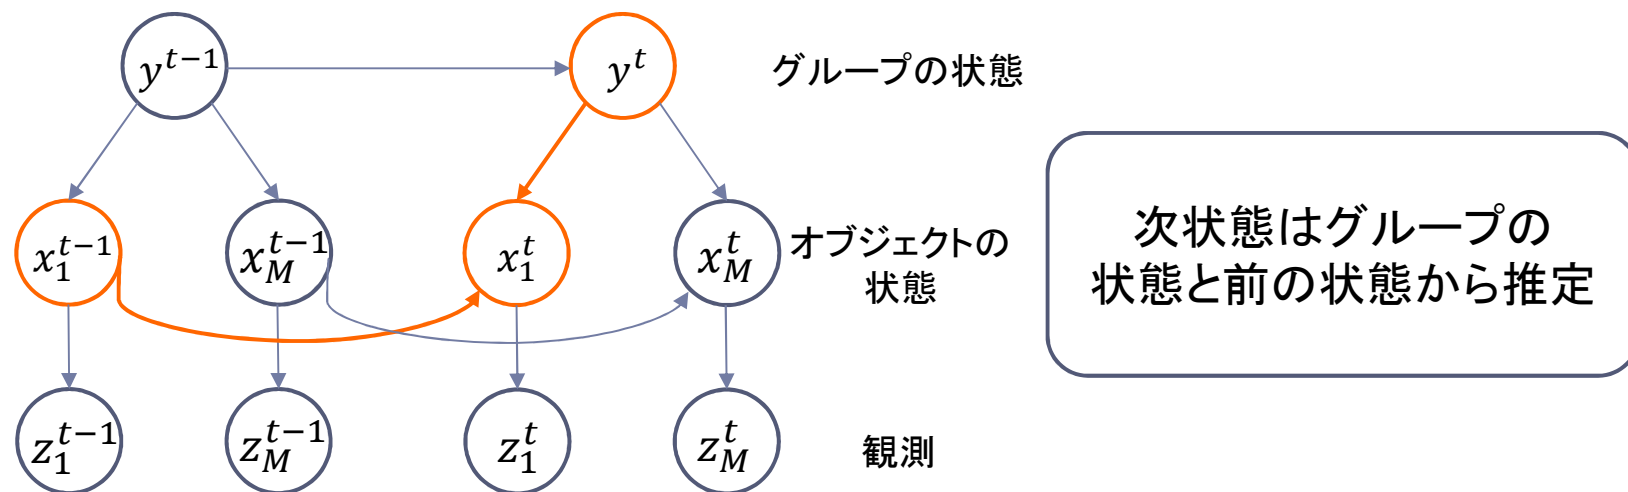 y^{t-1} y^t グループの状態
x_1^{t-1} x_M^{t-1} x_1^t x_M^t オブジェクトの
状態
z_1^{t-1} z_M^{t-1} z_1^t z_M^t 観測
次状態はグループの
状態と前の状態から推定